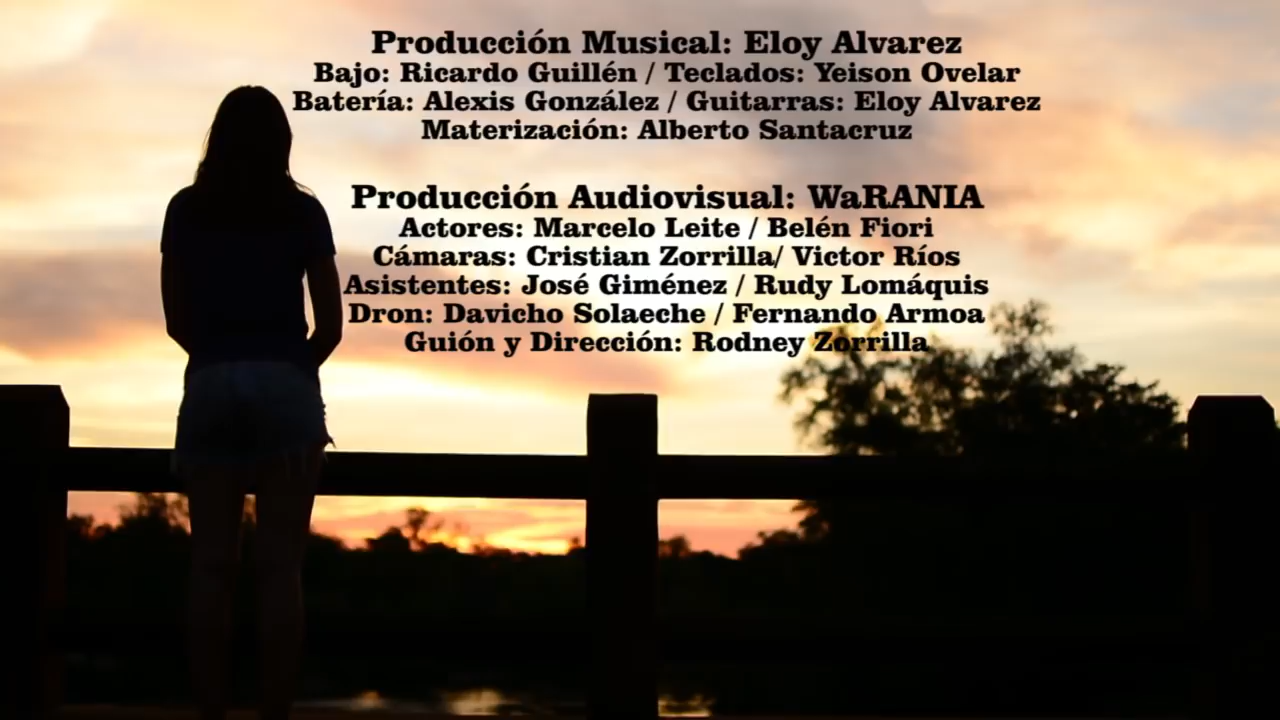 Producción Musical: Eloy Alvarez
Bajo: Ricardo Guillén / Teclados: Yeison Ovelar
Batería: Alexis González / Guitarras: Eloy Alvarez
Materización: Alberto Santacruz
Producción Audiovisual: WaRANIA
Actores: Marcelo Leite / Belén Fiori
Cámaras: Cristian Zorrilla/ Victor Ríos
Asistentes: José Giménez / Rudy Lomáquis
Dron: Davicho Solaeche / Fernando Armoa
Guión y Dirección: Rodney Zorrilla